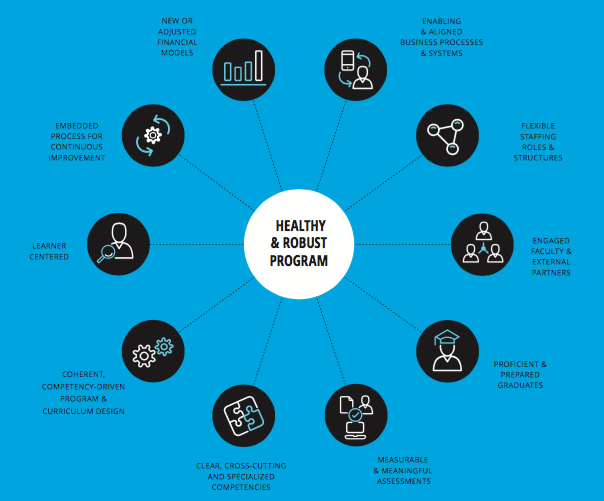 NEW OR
ADJUSTED
FINANCIAL
MODELS
ENABLING
& ALIGNED
BUSINESS PROCESSES
& SYSTEMS
EMBEDDED
PROCESS FOR
CONTINUOUS
IMPROVEMENT
FLEXIBLE
STAFFING
ROLES &
STRUCTURES
HEALTHY
& ROBUST
PROGRAM
LEARNER
CENTERED
ENGAGED
FACULTY &
EXTERNAL
PARTNERS
COHERENT,
COMPETENCY-DRIVEN
PROGRAM &
CURRICULUM DESIGN
PROFICIENT &
PREPARED
GRADUATES
CLEAR, CROSS-CUTTING
AND SPECIALIZED
COMPETENCIES
MEASURABLE
& MEANINGFUL
ASSESSMENTS